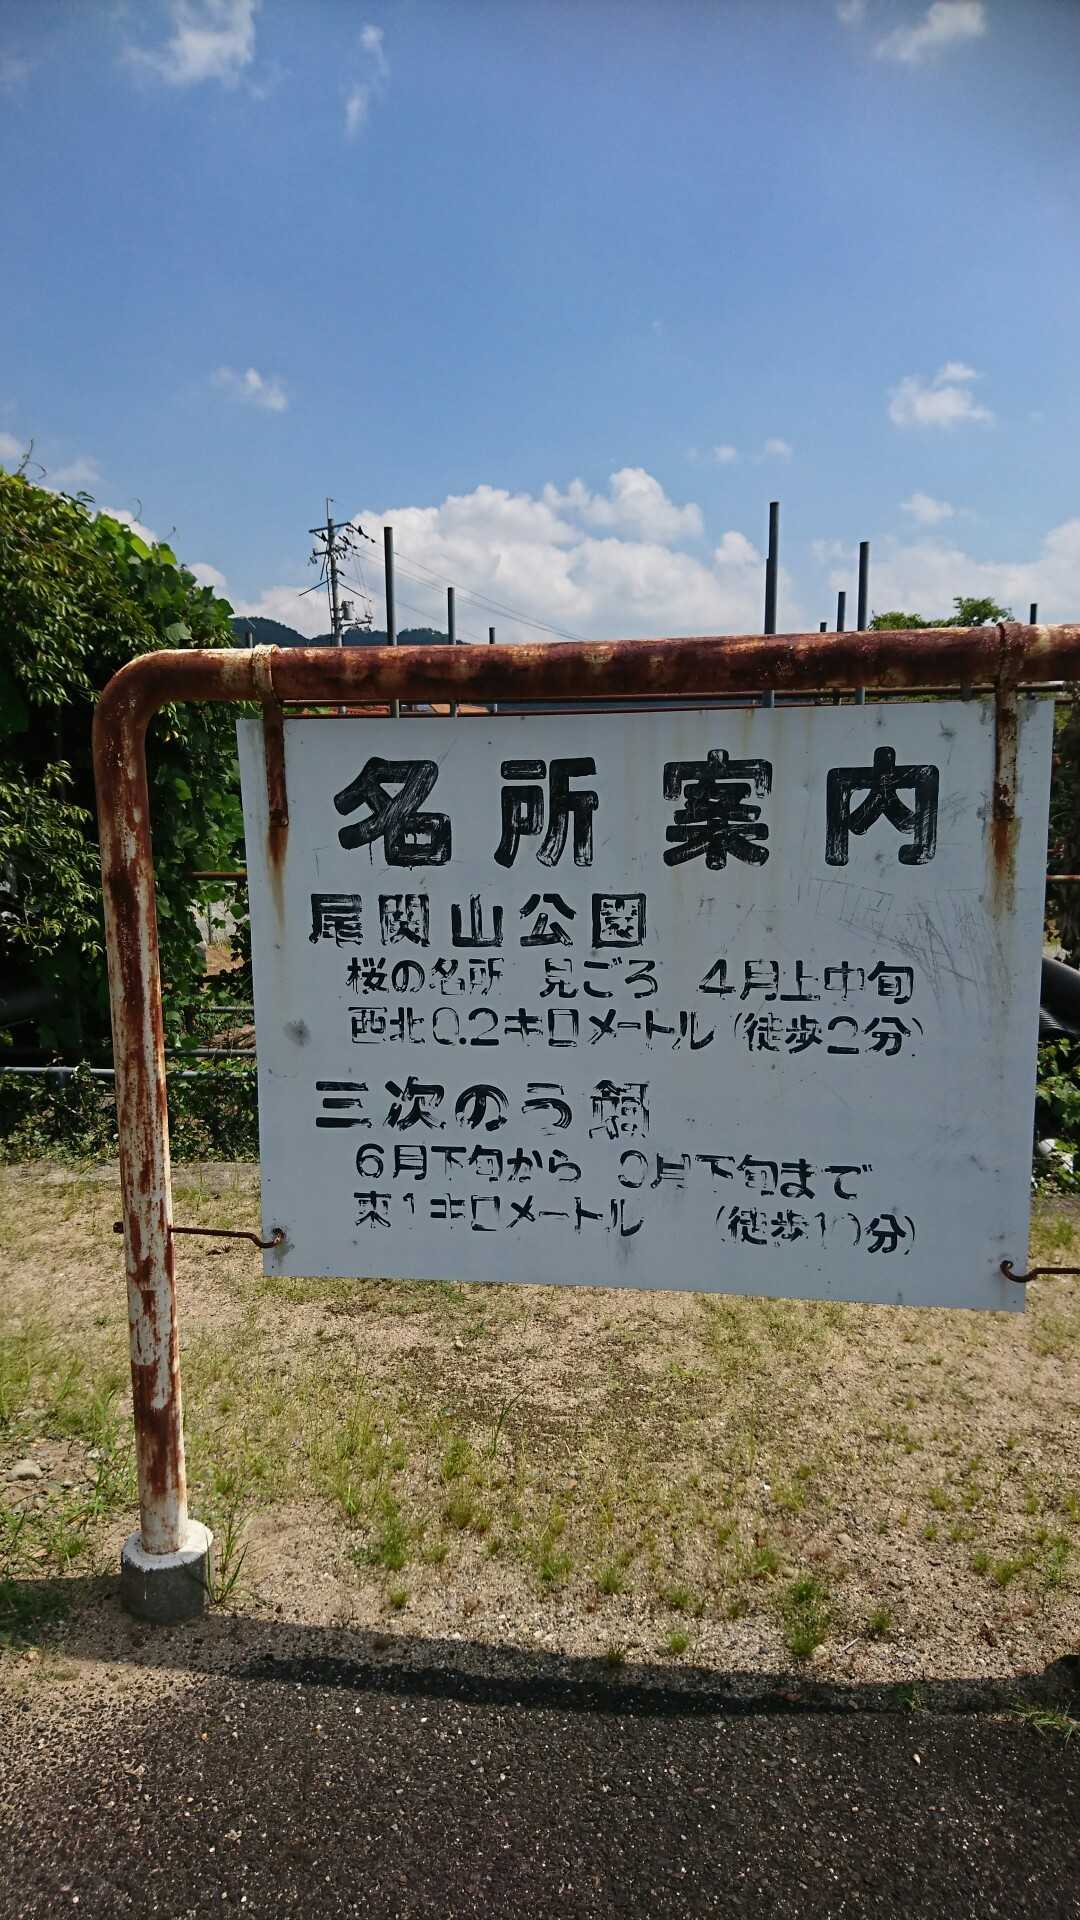 名所案内
尾関山公園
桜の名所 見ごろ 4月上中旬
西北0.2キロメートル(徒歩2分)
三次のう飼
6月下旬から 月下旬まで
東1キロメートル (徒歩10分)